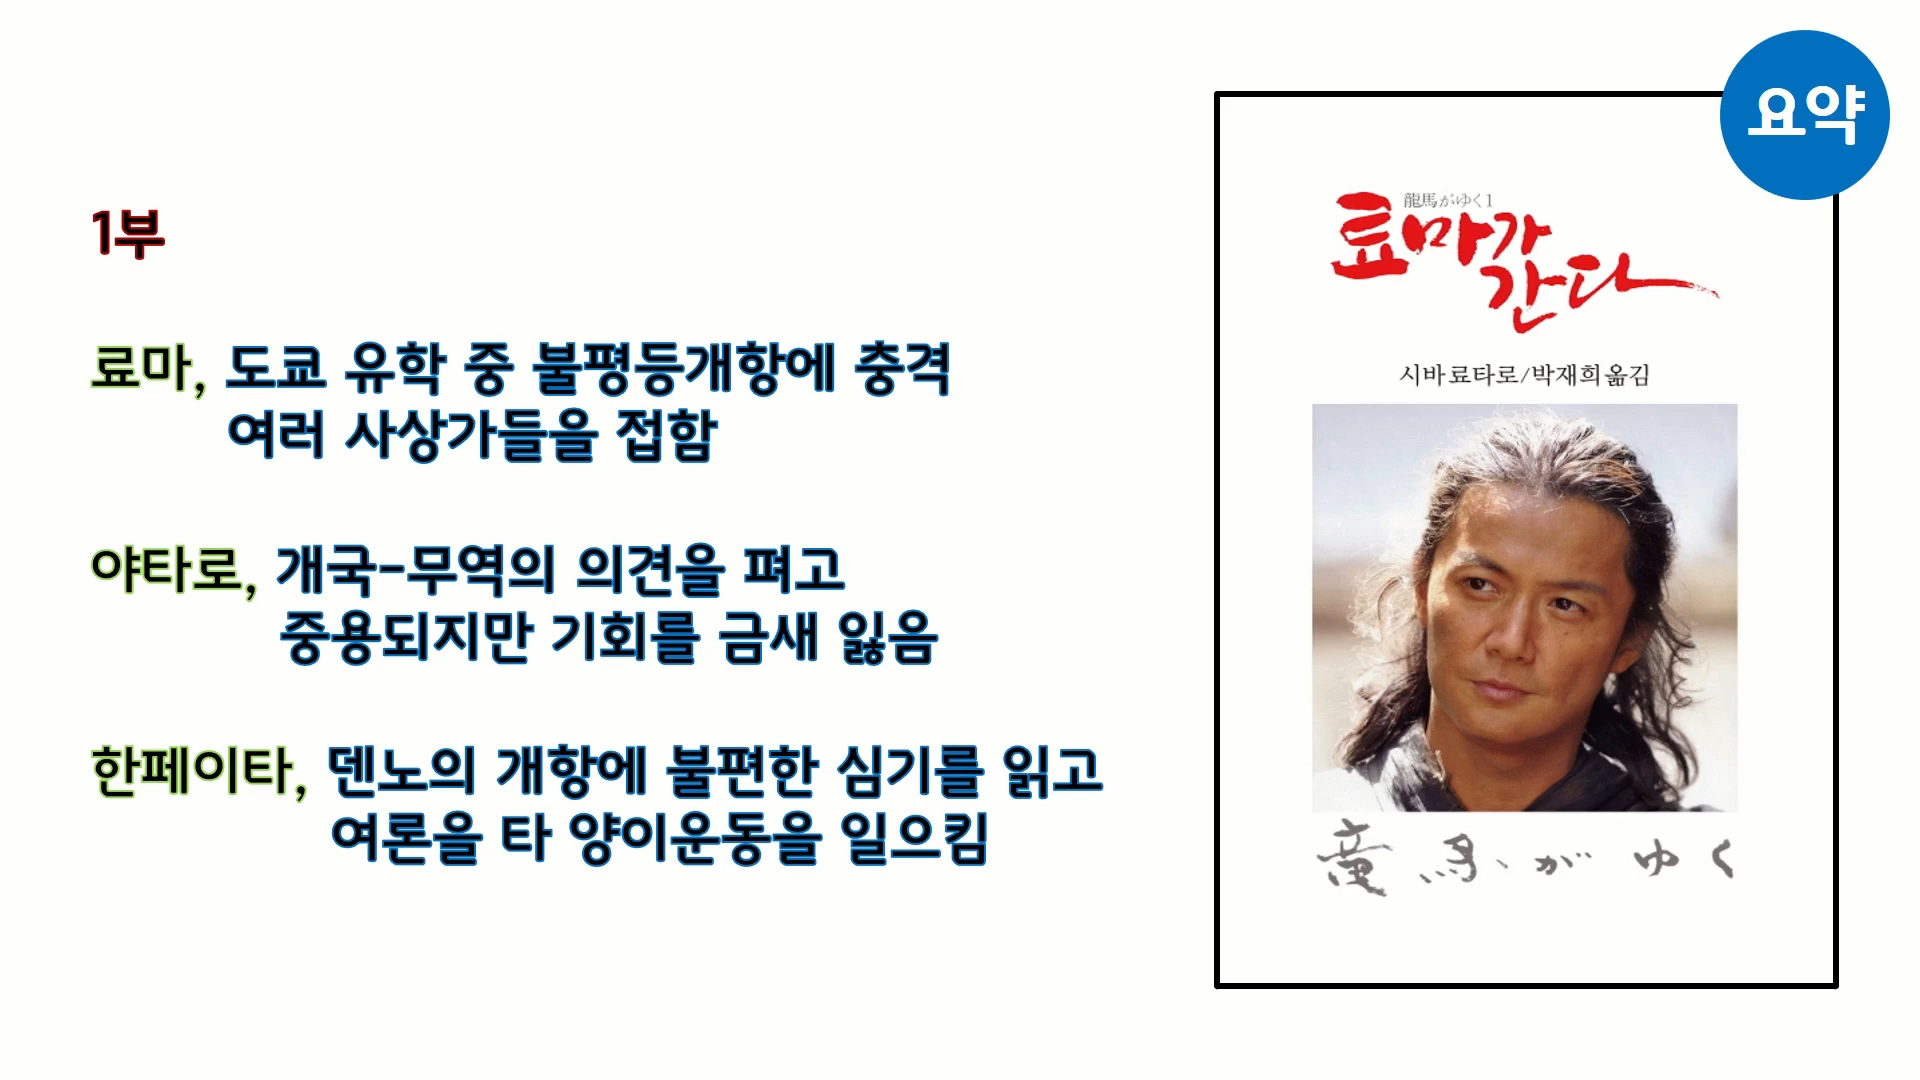 요약
1부
료마, 도쿄 유학 중 불평등개항에 충격
여러 사상가들을 접함
야타로, 개국-무역의 의견을 펴고
중용되지만 기회를 금새 잃음
한페이타, 덴노의 개항에 불편한 심기를 읽고
여론을 타 양이운동을 일으킴
龍馬がゆく1
료마가
간다
시바료타로/박재희옮김
竜馬がゆく